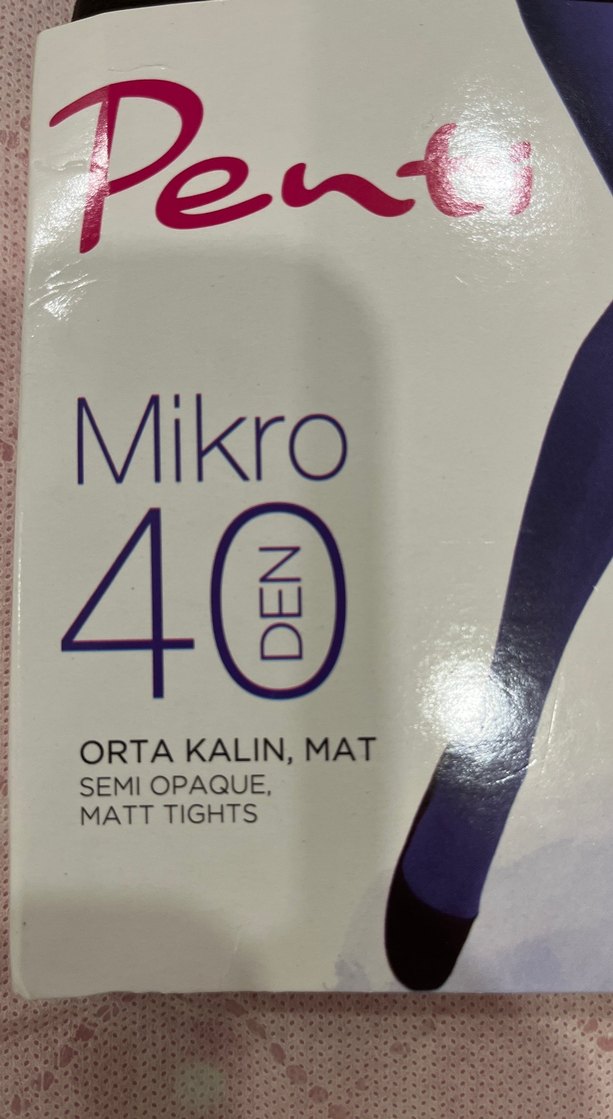 Penti
Mikro
40
DEN
ORTA KALIN, MAT
SEMI OPAQUE,
MATT TIGHTS